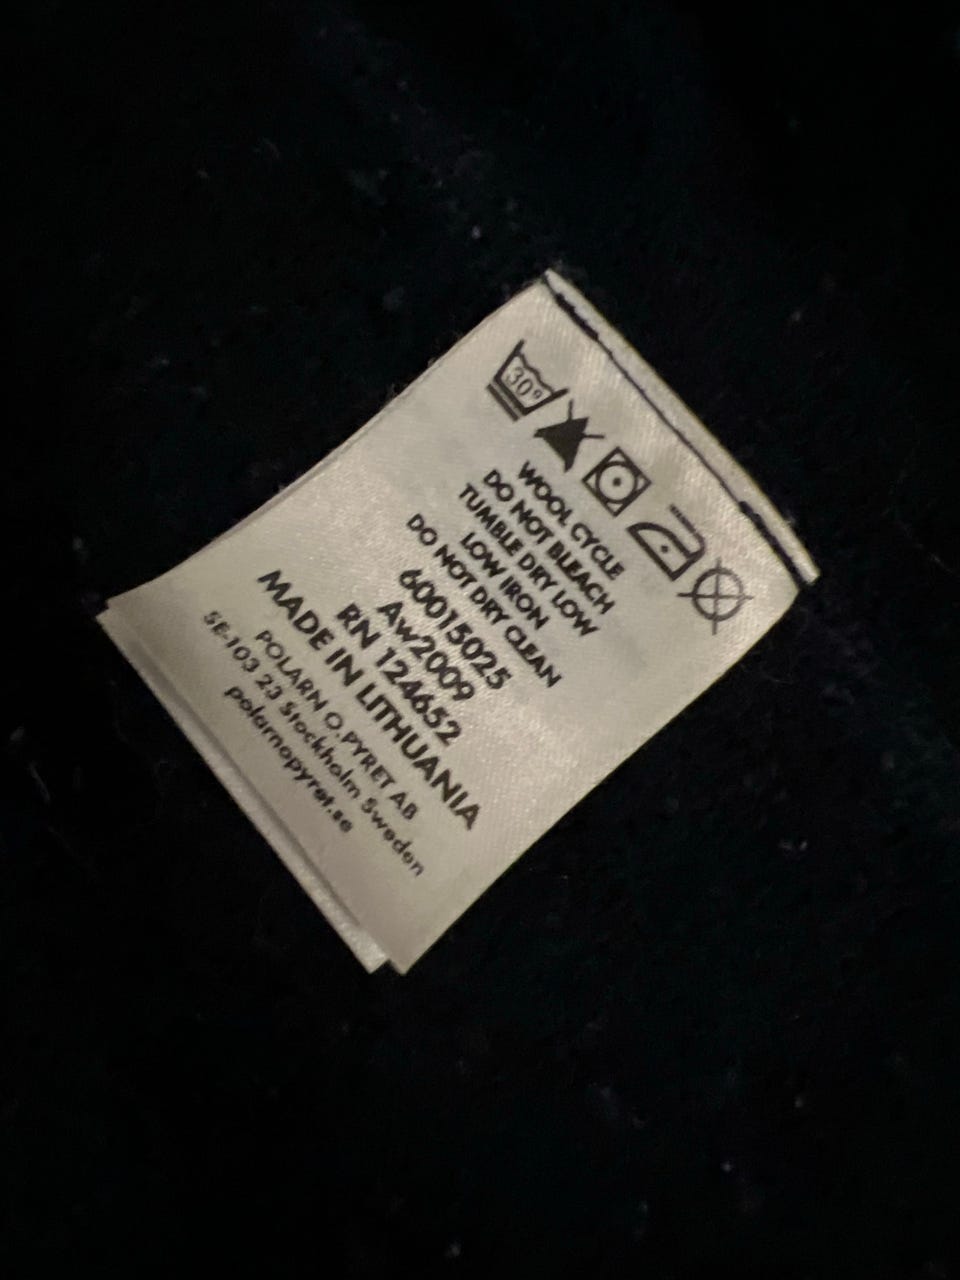 30°
WOOL CYCLE
DO NOT BLEACH
TUMBLE DRY LOW
LOW IRON
DO NOT DRY CLEAN
60015025
Aw2009
RN 124652
MADE IN LITHUANIA
POLARN O.PYRET AB
SE-103 23 Stockholm Sweden
polarnopyret.se